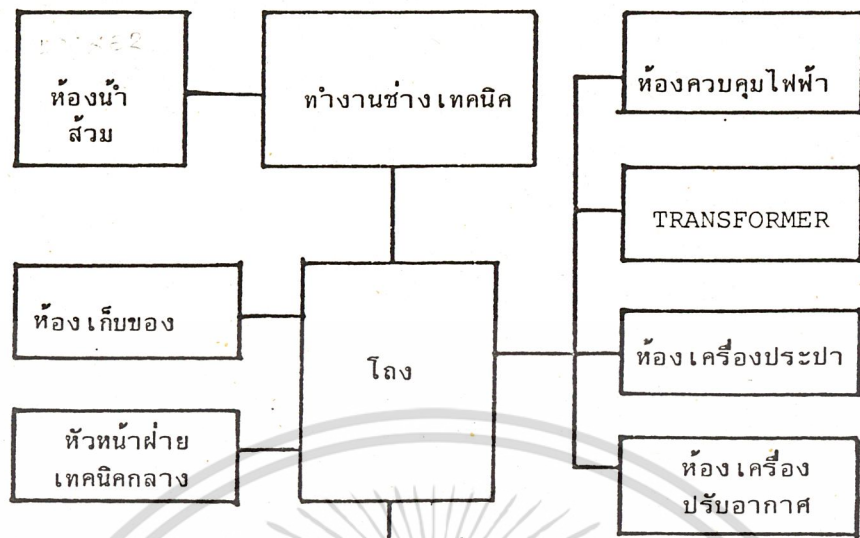 ห้องน้ำ
ส้วม
ทำงานช่างเทคนิค
ห้องควบคุมไฟฟ้า
TRANSFORMER
ห้องเก็บของ
โถง
ห้องเครื่องประปา
หัวหน้าฝ่าย
เทคนิคกลาง
ห้องเครื่อง
ปรับอากาศ